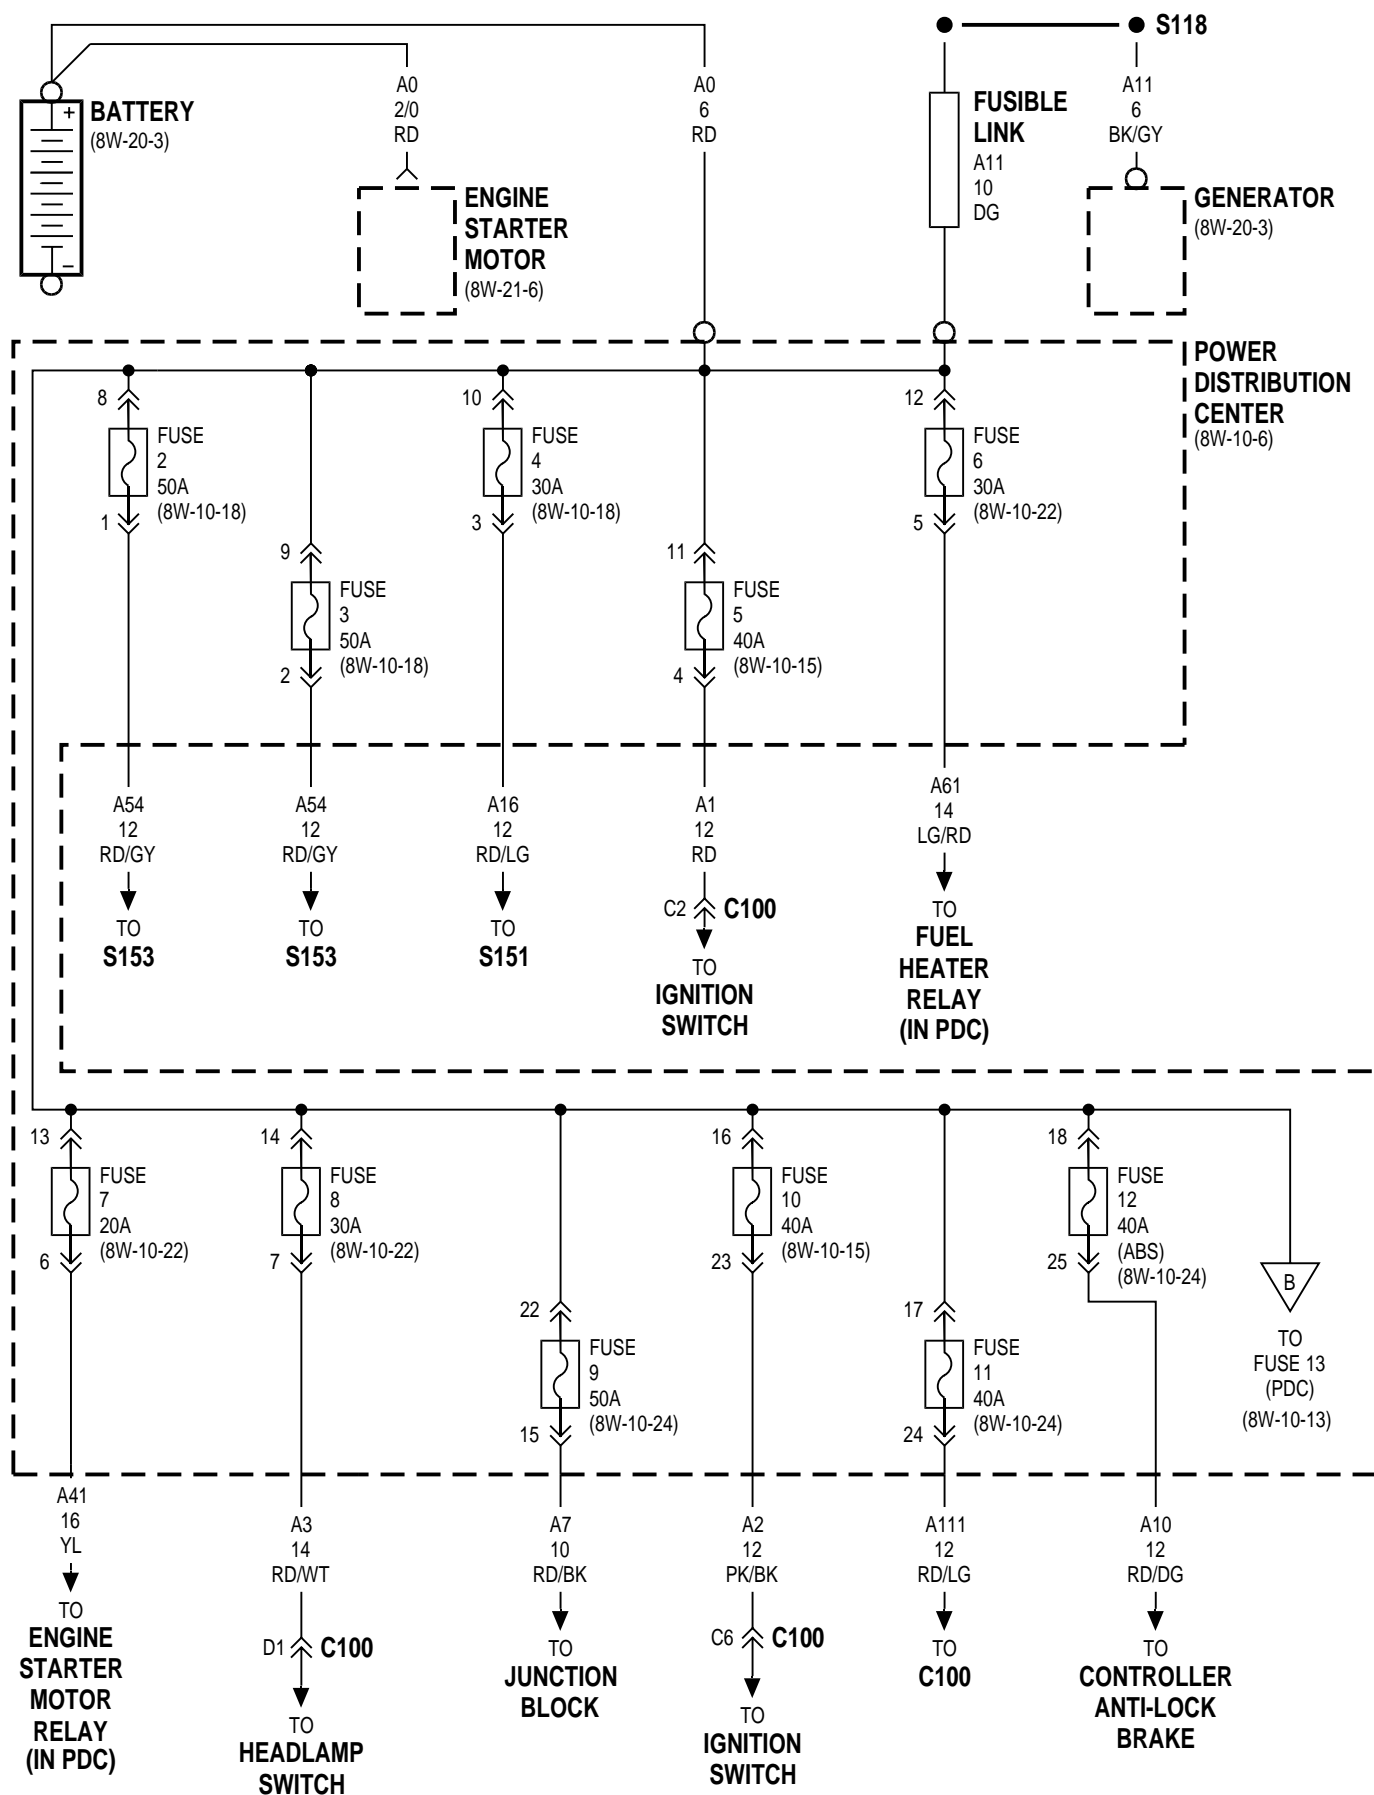 S118
A0
2/0
RD
A0
6
RD
A11
6
BK/GY
+
BATTERY
(8W-20-3)
–
FUSIBLE
LINK
A11
10
DG
ENGINE
STARTER
MOTOR
(8W-21-6)
GENERATOR
(8W-20-3)
POWER
DISTRIBUTION
CENTER
(8W-10-6)
8
FUSE
2
50A
(8W-10-18)
1
10
FUSE
4
30A
(8W-10-18)
3
12
FUSE
6
30A
(8W-10-22)
5
9
FUSE
3
50A
(8W-10-18)
2
11
FUSE
5
40A
(8W-10-15)
4
A54
12
RD/GY
TO
S153
A54
12
RD/GY
TO
S153
A16
12
RD/LG
TO
S151
A1
12
RD
C2
C100
TO
IGNITION
SWITCH
A61
14
LG/RD
TO
FUEL
HEATER
RELAY
(IN PDC)
13
FUSE
7
20A
(8W-10-22)
6
14
FUSE
8
30A
(8W-10-22)
7
16
FUSE
10
40A
(8W-10-15)
23
18
FUSE
12
40A
(ABS)
(8W-10-24)
25
22
FUSE
9
50A
(8W-10-24)
15
17
FUSE
11
40A
(8W-10-24)
24
B
TO
FUSE 13
(PDC)
(8W-10-13)
A41
16
YL
TO
ENGINE
STARTER
MOTOR
RELAY
(IN PDC)
A3
14
RD/WT
D1
C100
TO
HEADLAMP
SWITCH
A7
10
RD/BK
TO
JUNCTION
BLOCK
A2
12
PK/BK
C6
C100
TO
IGNITION
SWITCH
A111
12
RD/LG
TO
C100
A10
12
RD/DG
TO
CONTROLLER
ANTI-LOCK
BRAKE